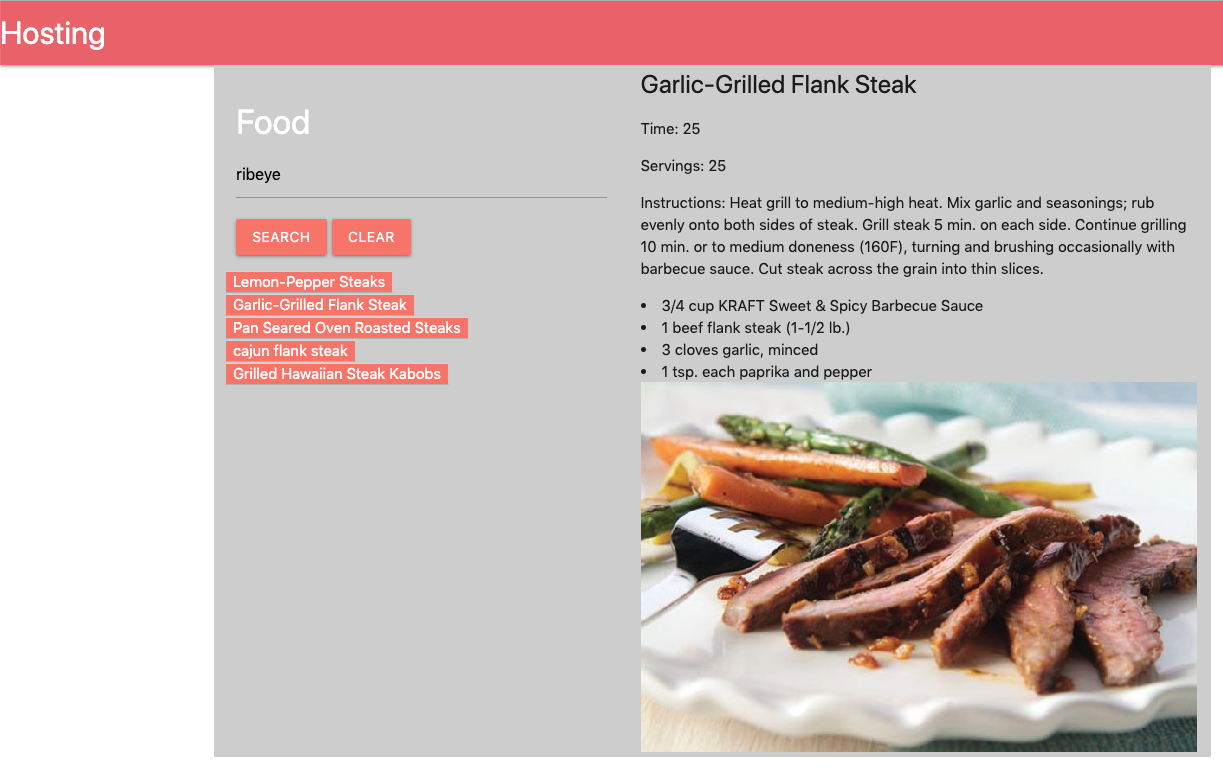 Hosting
Food
ribeye
SEARCH CLEAR
Lemon-Pepper Steaks
Garlic-Grilled Flank Steak
Pan Seared Oven Roasted Steaks
cajun flank steak
Grilled Hawaiian Steak Kabobs
Garlic-Grilled Flank Steak
Time: 25
Servings: 25
Instructions: Heat grill to medium-high heat. Mix garlic and seasonings; rub
evenly onto both sides of steak. Grill steak 5 min. on each side. Continue grilling
10 min. or to medium doneness (160F), turning and brushing occasionally with
barbecue sauce. Cut steak across the grain into thin slices.
• 3/4 cup KRAFT Sweet & Spicy Barbecue Sauce
• 1 beef flank steak (1-1/2 lb.)
• 3 cloves garlic, minced
• 1 tsp. each paprika and pepper